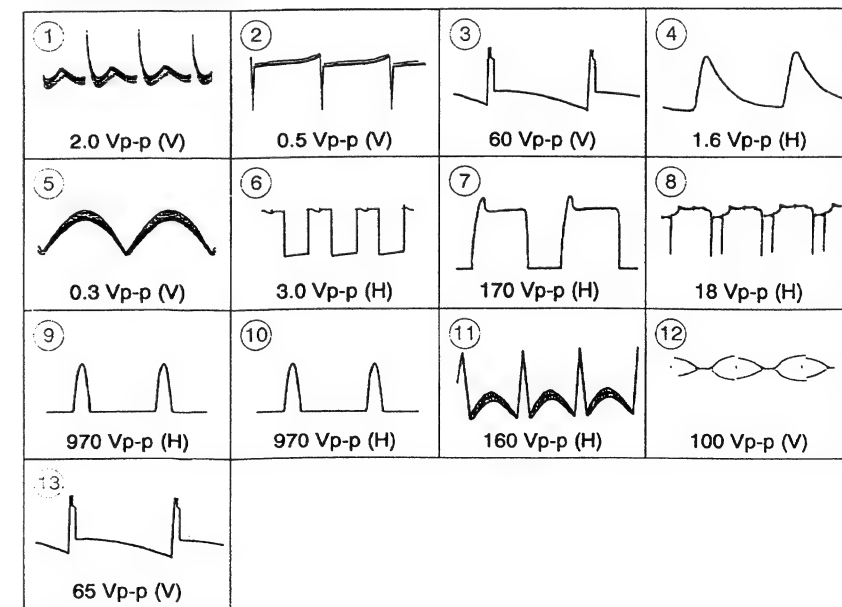 1 2 3 4
2.0 Vp-p (V) 0.5 Vp-p (V) 60 Vp-p (V) 1.6 Vp-p (H)
5 6 7 8
0.3 Vp-p (V) 3.0 Vp-p (H) 170 Vp-p (H) 18 Vp-p (H)
9 10 11 12
970 Vp-p (H) 970 Vp-p (H) 160 Vp-p (H) 100 Vp-p (V)
13
65 Vp-p (V)